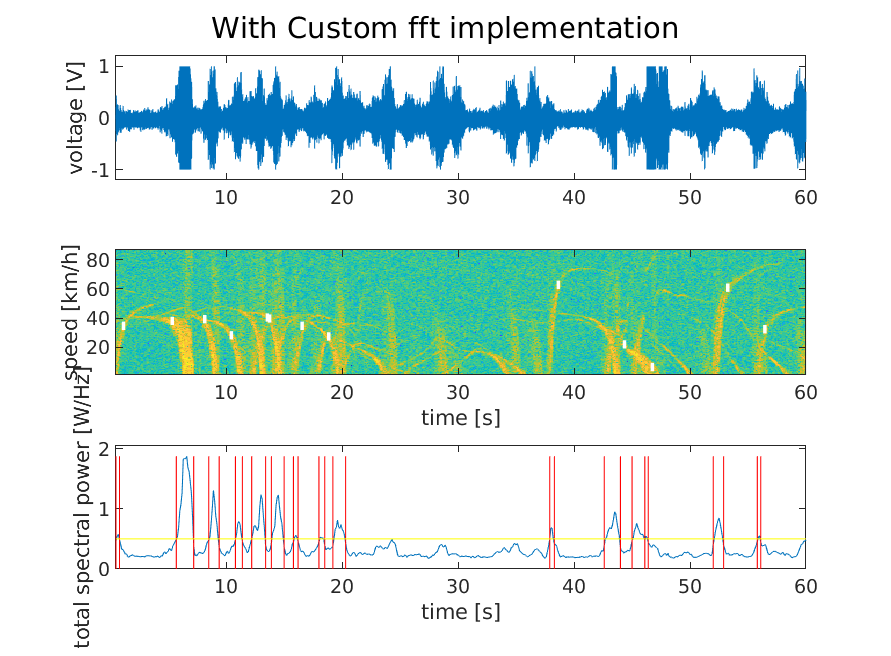 With Custom fft implementation
voltage [V]
1
0
-1
10 20 30 40 50 60
speed [km/h]
80
60
40
20
10 20 30 40 50 60
time [s]
total spectral power [W/Hz]
2
1
0
10 20 30 40 50 60
time [s]